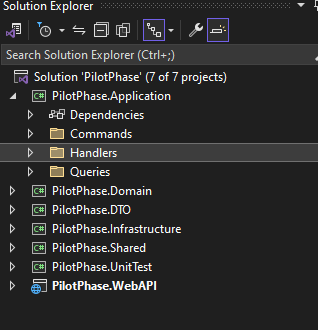 Solution Explorer
Search Solution Explorer (Ctrl+;)
Solution 'PilotPhase' (7 of 7 projects)
C# PilotPhase.Application
Dependencies
Commands
Handlers
Queries
C# PilotPhase.Domain
C# PilotPhase.DTO
C# PilotPhase.Infrastructure
C# PilotPhase.Shared
C# PilotPhase.UnitTest
PilotPhase.WebAPI